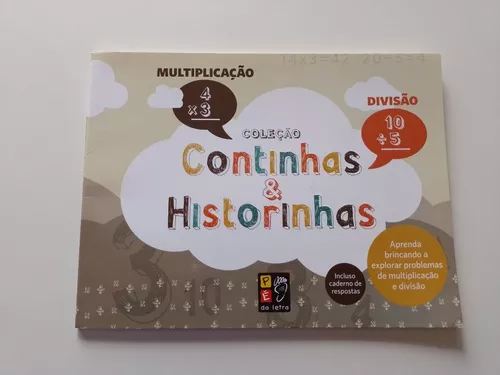 MULTIPLICAÇÃO
4
x 3
DIVISÃO
10
÷ 5
COLEÇÃO
Continhas
&
Historinhas
Aprenda
brincando a
explorar problemas
de multiplicação
e divisão
Incluso
caderno de
respostas
PÉ
da letra